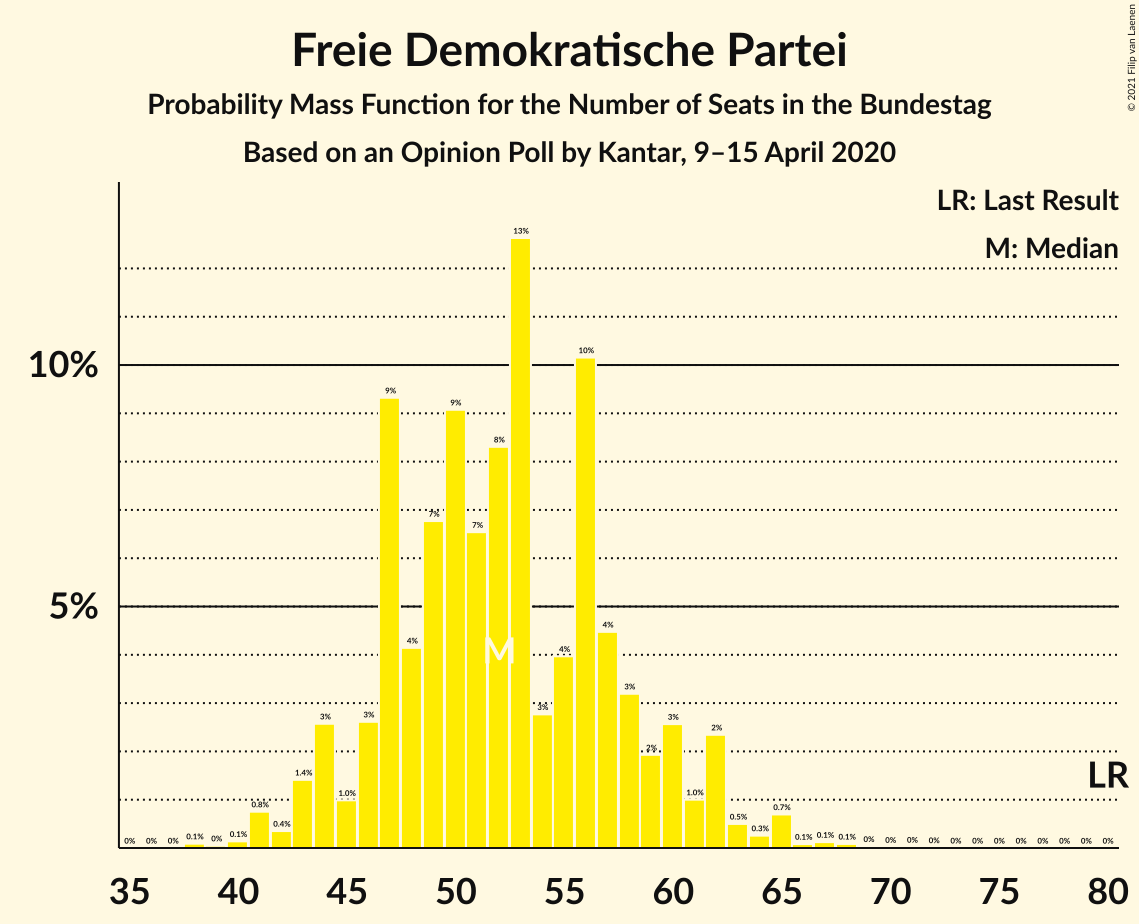 Freie Demokratische Partei
Probability Mass Function for the Number of Seats in the Bundestag
Based on an Opinion Poll by Kantar, 9–15 April 2020
© 2021 Filip van Laenen
LR: Last Result
M: Median
10%
5%
0% 0% 0% 0.1% 0% 0.1% 0.8% 0.4% 1.4% 3% 1.0% 3% 9% 4% 7% 9% 7% 8% 13% 3% 4% 10% 4% 3% 2% 3% 1.0% 2% 0.5% 0.3% 0.7% 0.1% 0.1% 0.1% 0% 0% 0% 0% 0% 0% 0% 0% 0% 0% 0% 0%
M
LR
35 40 45 50 55 60 65 70 75 80